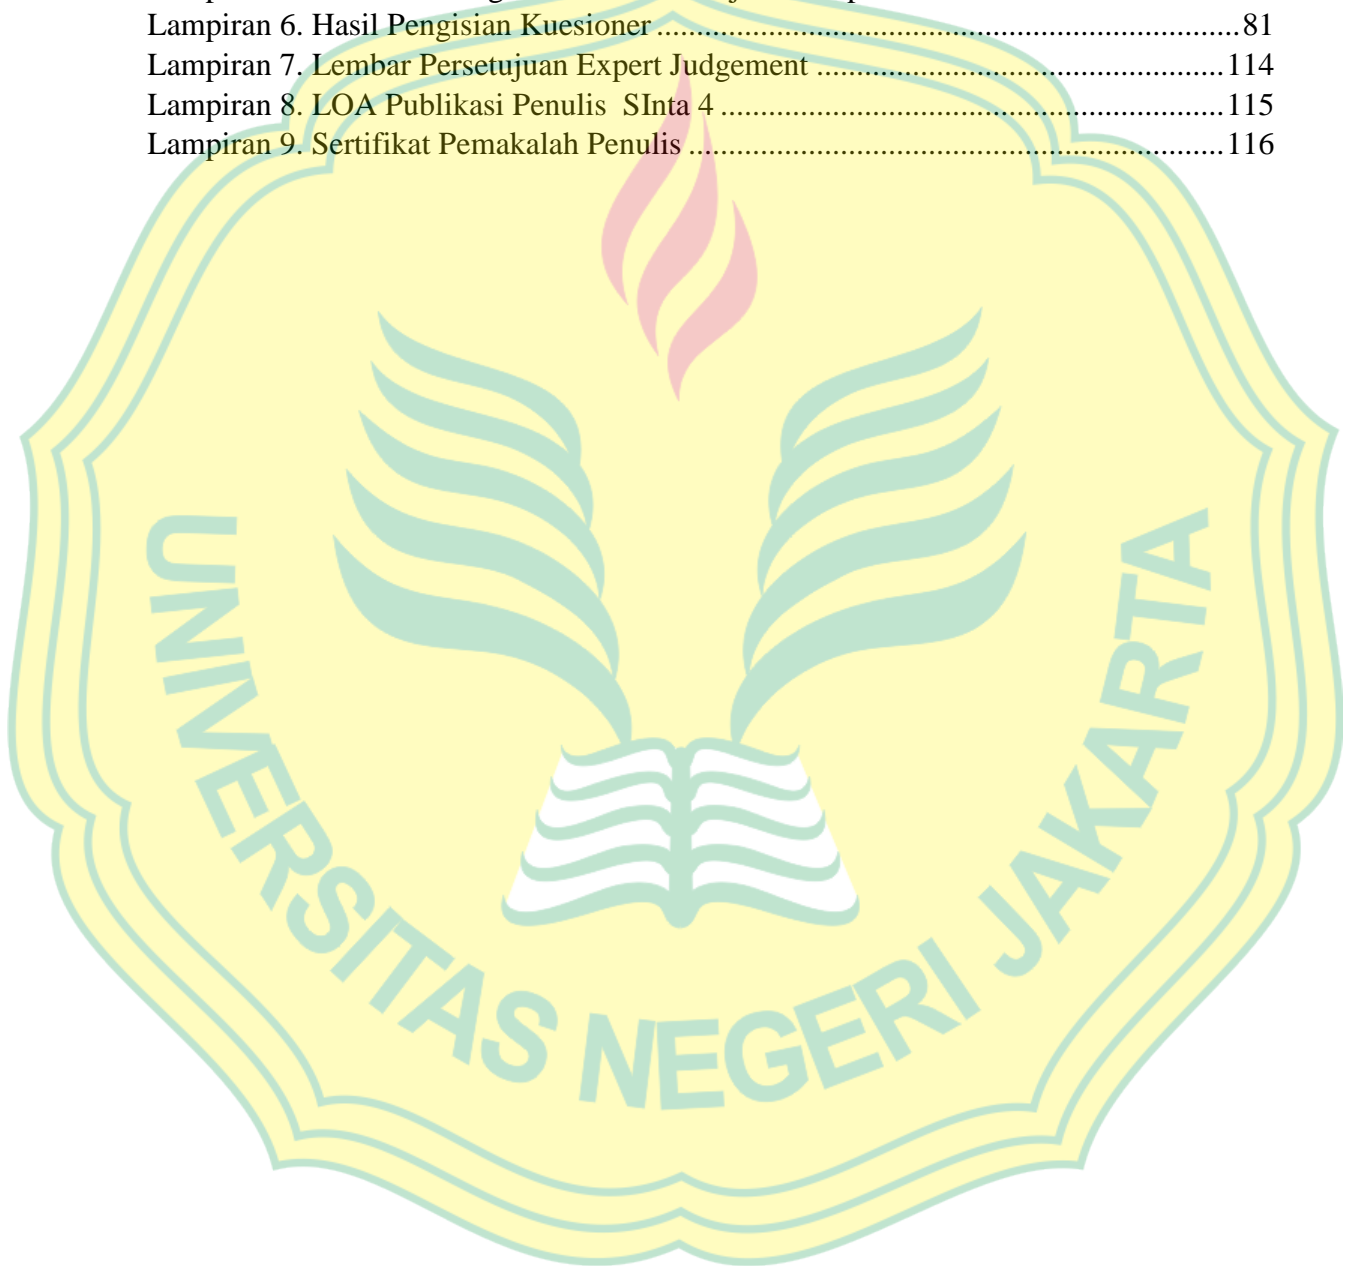 Lampiran 6. Hasil Pengisian Kuesioner ........................................................................ 81
Lampiran 7. Lembar Persetujuan Expert Judgement .................................................. 114
Lampiran 8. LOA Publikasi Penulis  SInta 4 .............................................................. 115
Lampiran 9. Sertifikat Pemakalah Penulis .................................................................. 116
UNIVERSITAS NEGERI JAKARTA